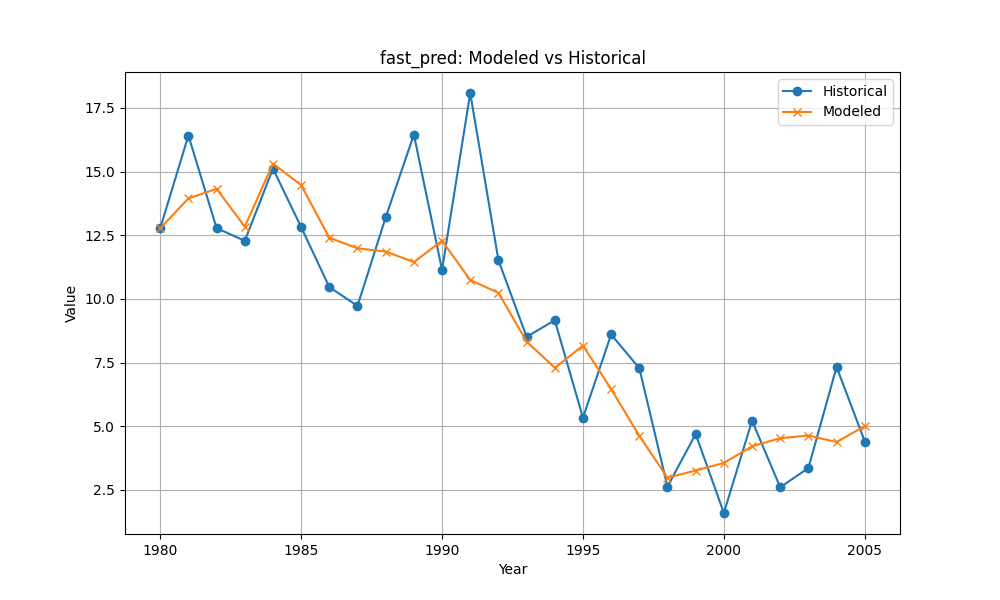 fast_pred: Modeled vs Historical
Historical
Modeled
17.5
15.0
12.5
10.0
7.5
5.0
2.5
Value
1980
1985
1990
1995
2000
2005
Year